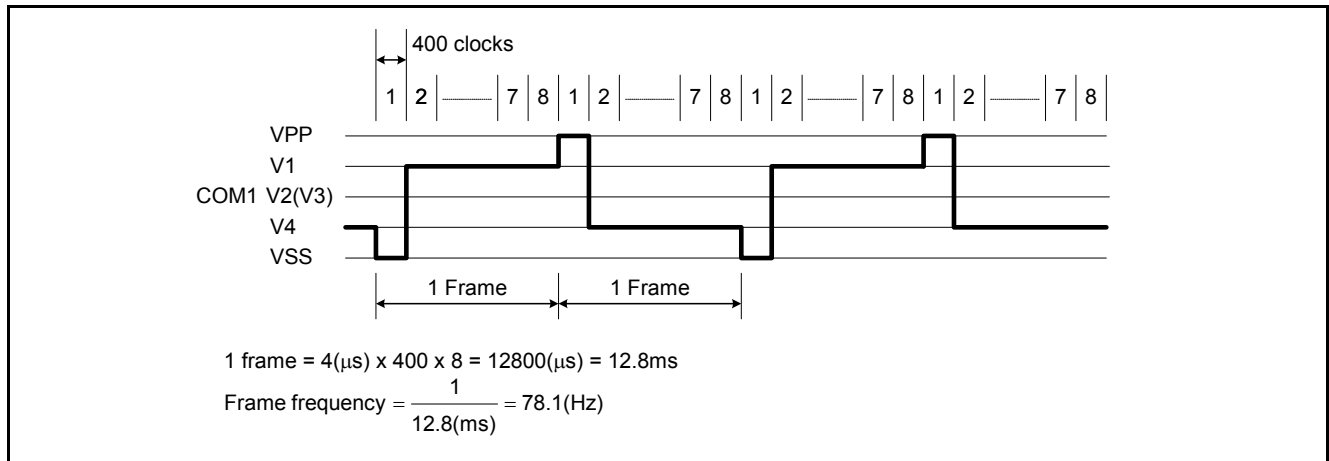 400 clocks
1 2 7 8 1 2 7 8 1 2 7 8 1 2 7 8
VPP
V1
COM1 V2(V3)
V4
VSS
1 Frame 1 Frame
1 frame = 4(μs) x 400 x 8 = 12800(μs) = 12.8ms
Frame frequency = 1 / 12.8(ms) = 78.1(Hz)